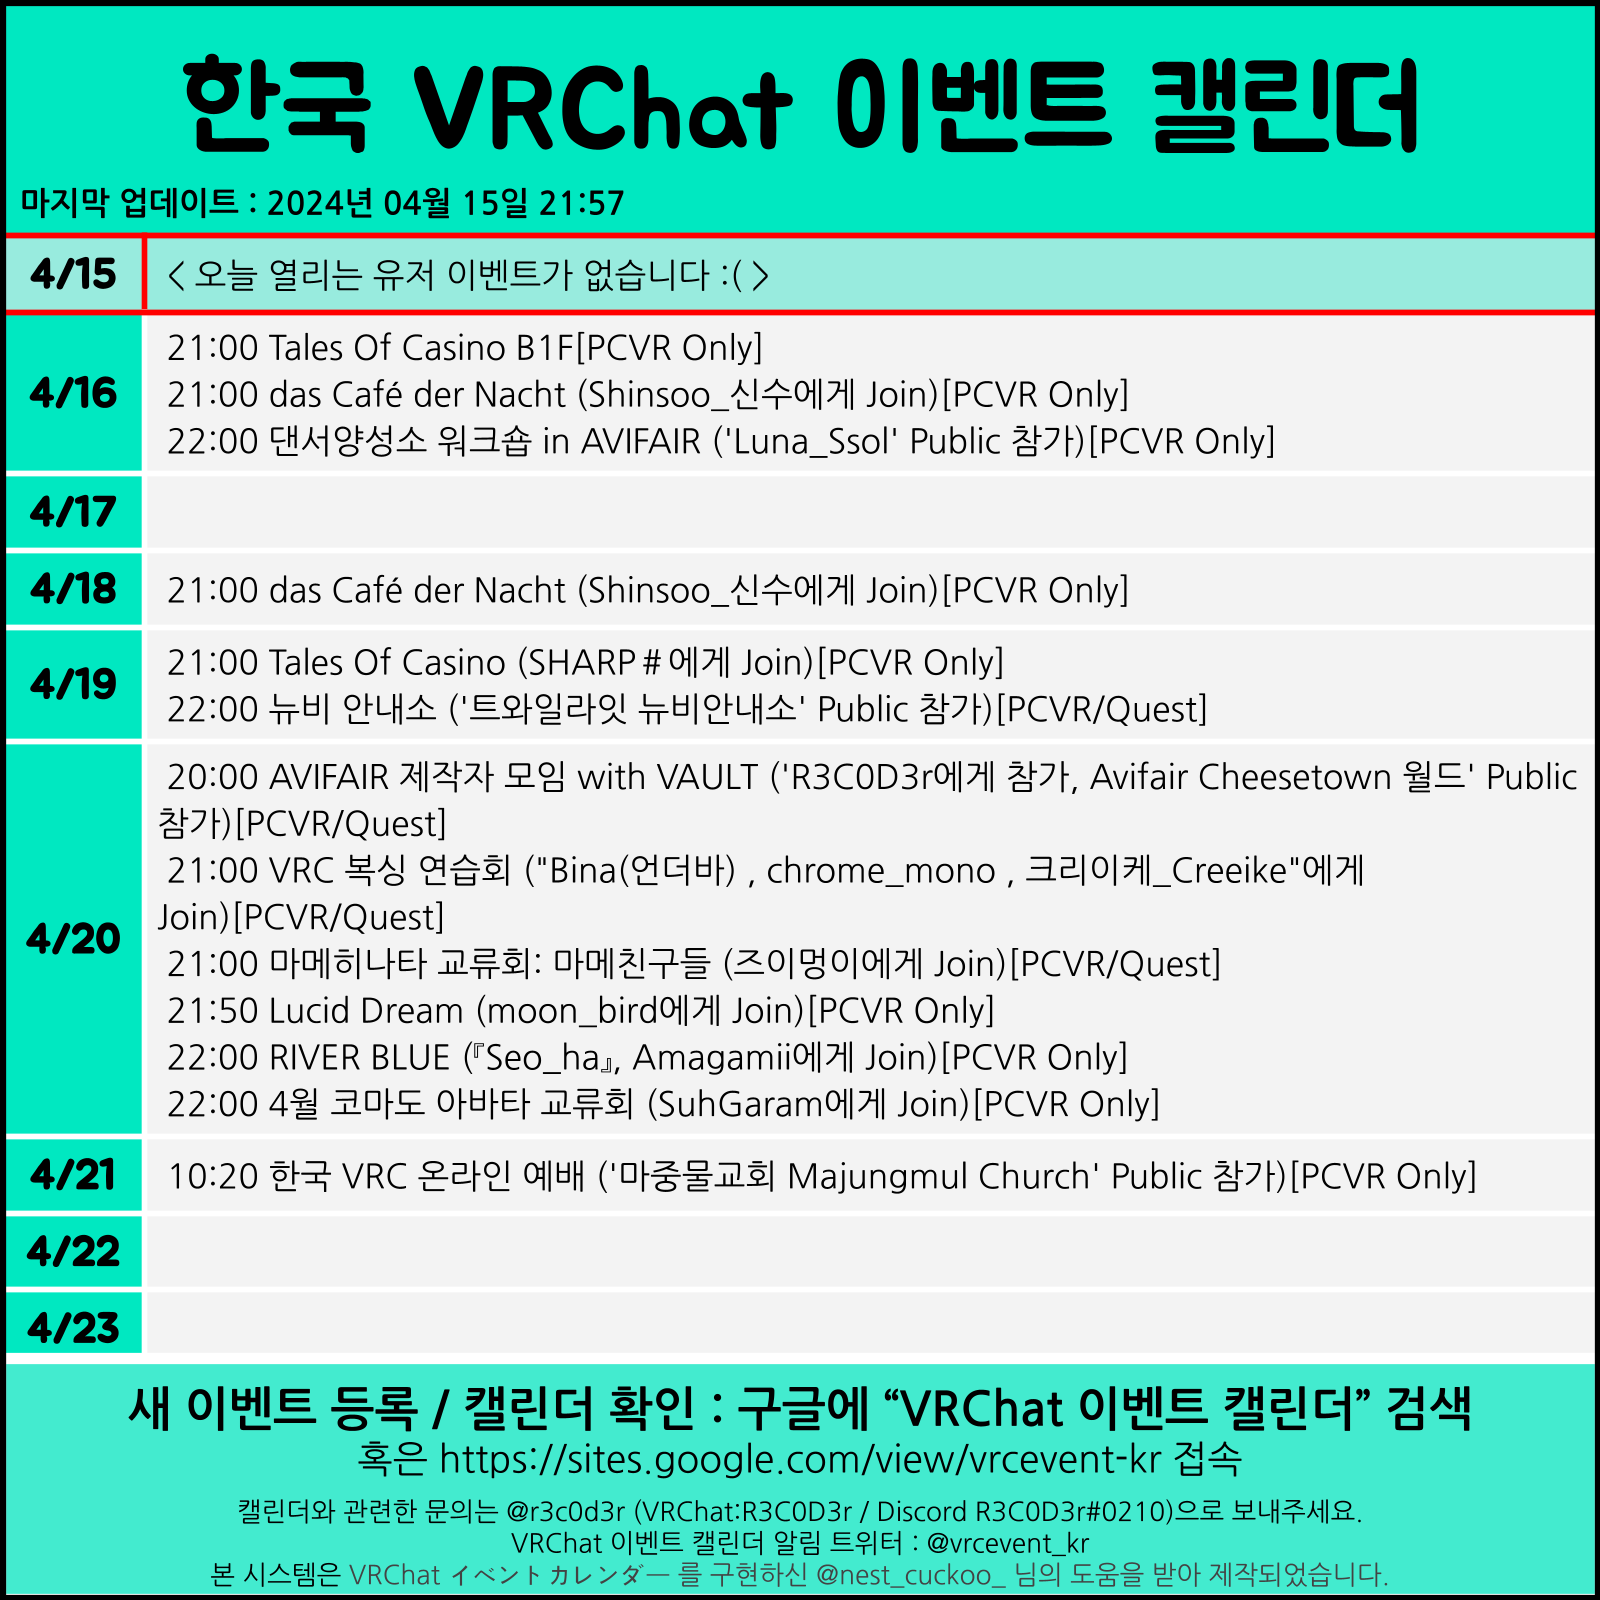 한국 VRChat 이벤트 캘린더
마지막 업데이트 : 2024년 04월 15일 21:57
4/15
< 오늘 열리는 유저 이벤트가 없습니다 :( >
4/16
21:00 Tales Of Casino B1F[PCVR Only]
21:00 das Café der Nacht (Shinsoo_신수에게 Join)[PCVR Only]
22:00 댄서양성소 워크숍 in AVIFAIR ('Luna_Ssol' Public 참가)[PCVR Only]
4/17
4/18
21:00 das Café der Nacht (Shinsoo_신수에게 Join)[PCVR Only]
4/19
21:00 Tales Of Casino (SHARP＃에게 Join)[PCVR Only]
22:00 뉴비 안내소 ('트와일라잇 뉴비안내소' Public 참가)[PCVR/Quest]
4/20
20:00 AVIFAIR 제작자 모임 with VAULT ('R3C0D3r에게 참가, Avifair Cheesetown 월드' Public
참가)[PCVR/Quest]
21:00 VRC 복싱 연습회 ("Bina(언더바) , chrome_mono , 크리이케_Creeike"에게
Join)[PCVR/Quest]
21:00 마메히나타 교류회: 마메친구들 (즈이멍이에게 Join)[PCVR/Quest]
21:50 Lucid Dream (moon_bird에게 Join)[PCVR Only]
22:00 RIVER BLUE (『Seo_ha』, Amagamii에게 Join)[PCVR Only]
22:00 4월 코마도 아바타 교류회 (SuhGaram에게 Join)[PCVR Only]
4/21
10:20 한국 VRC 온라인 예배 ('마중물교회 Majungmul Church' Public 참가)[PCVR Only]
4/22
4/23
새 이벤트 등록 / 캘린더 확인 : 구글에 “VRChat 이벤트 캘린더” 검색
혹은 https://sites.google.com/view/vrcevent-kr 접속
캘린더와 관련한 문의는 @r3c0d3r (VRChat:R3C0D3r / Discord R3C0D3r#0210)으로 보내주세요.
VRChat 이벤트 캘린더 알림 트위터 : @vrcevent_kr
본 시스템은 VRChat イベントカレンダー 를 구현하신 @nest_cuckoo_ 님의 도움을 받아 제작되었습니다.